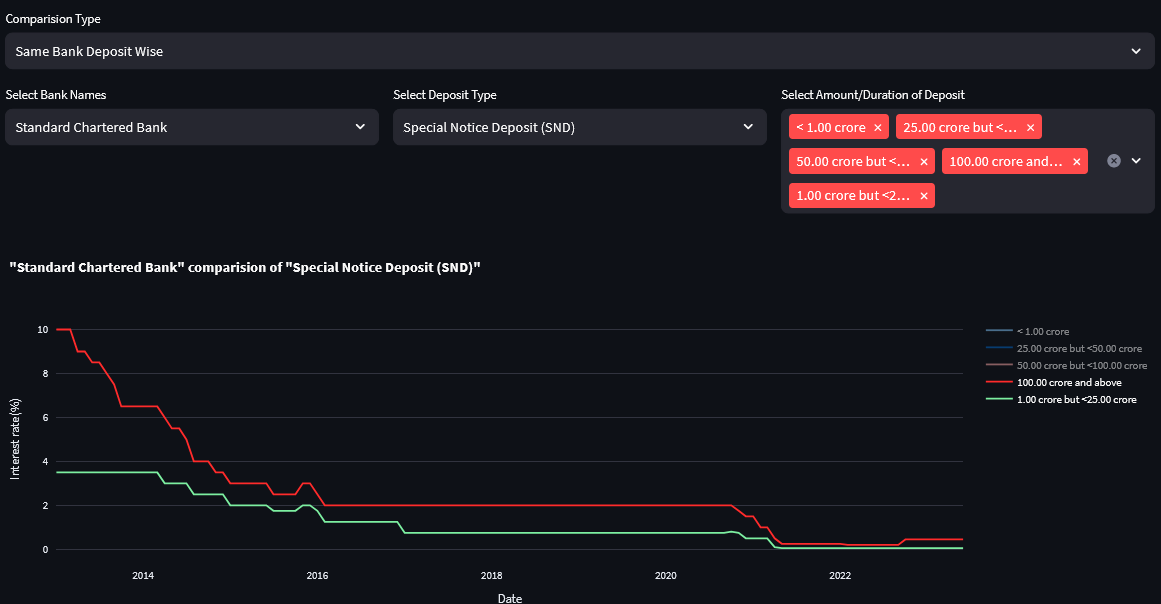 Comparision Type
Same Bank Deposit Wise
Select Bank Names
Standard Chartered Bank
Select Deposit Type
Special Notice Deposit (SND)
Select Amount/Duration of Deposit
< 1.00 crore × 25.00 crore but <... ×
50.00 crore but <... × 100.00 crore and... ×
1.00 crore but <2... ×
"Standard Chartered Bank" comparision of "Special Notice Deposit (SND)"
Interest rate(%)
10
8
6
4
2
0
2014 2016 2018 2020 2022
Date
< 1.00 crore
25.00 crore but <50.00 crore
50.00 crore but <100.00 crore
100.00 crore and above
1.00 crore but <25.00 crore